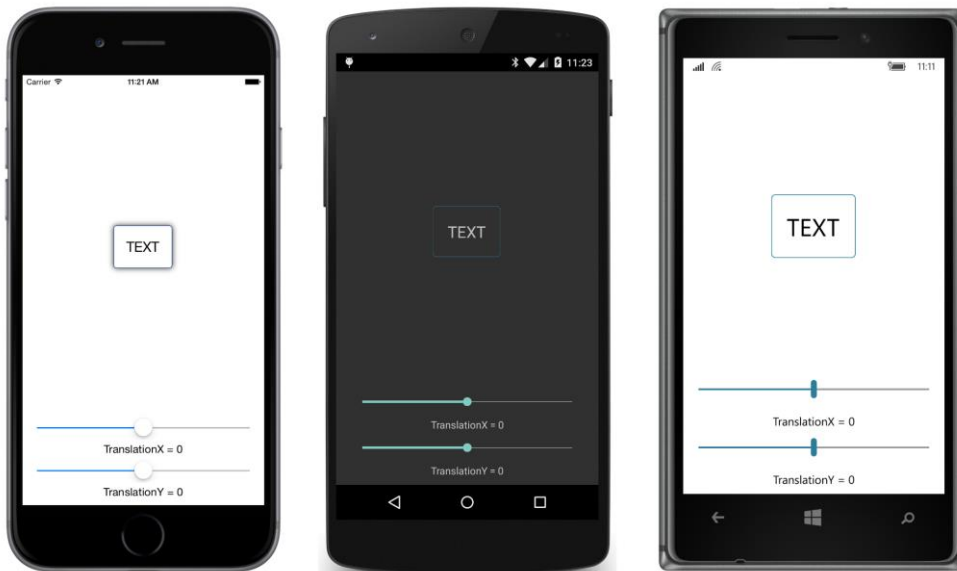 Carrier 11:21 AM
TEXT
TranslationX = 0
TranslationY = 0
11:23
TEXT
TranslationX = 0
TranslationY = 0
11:11
TEXT
TranslationX = 0
TranslationY = 0